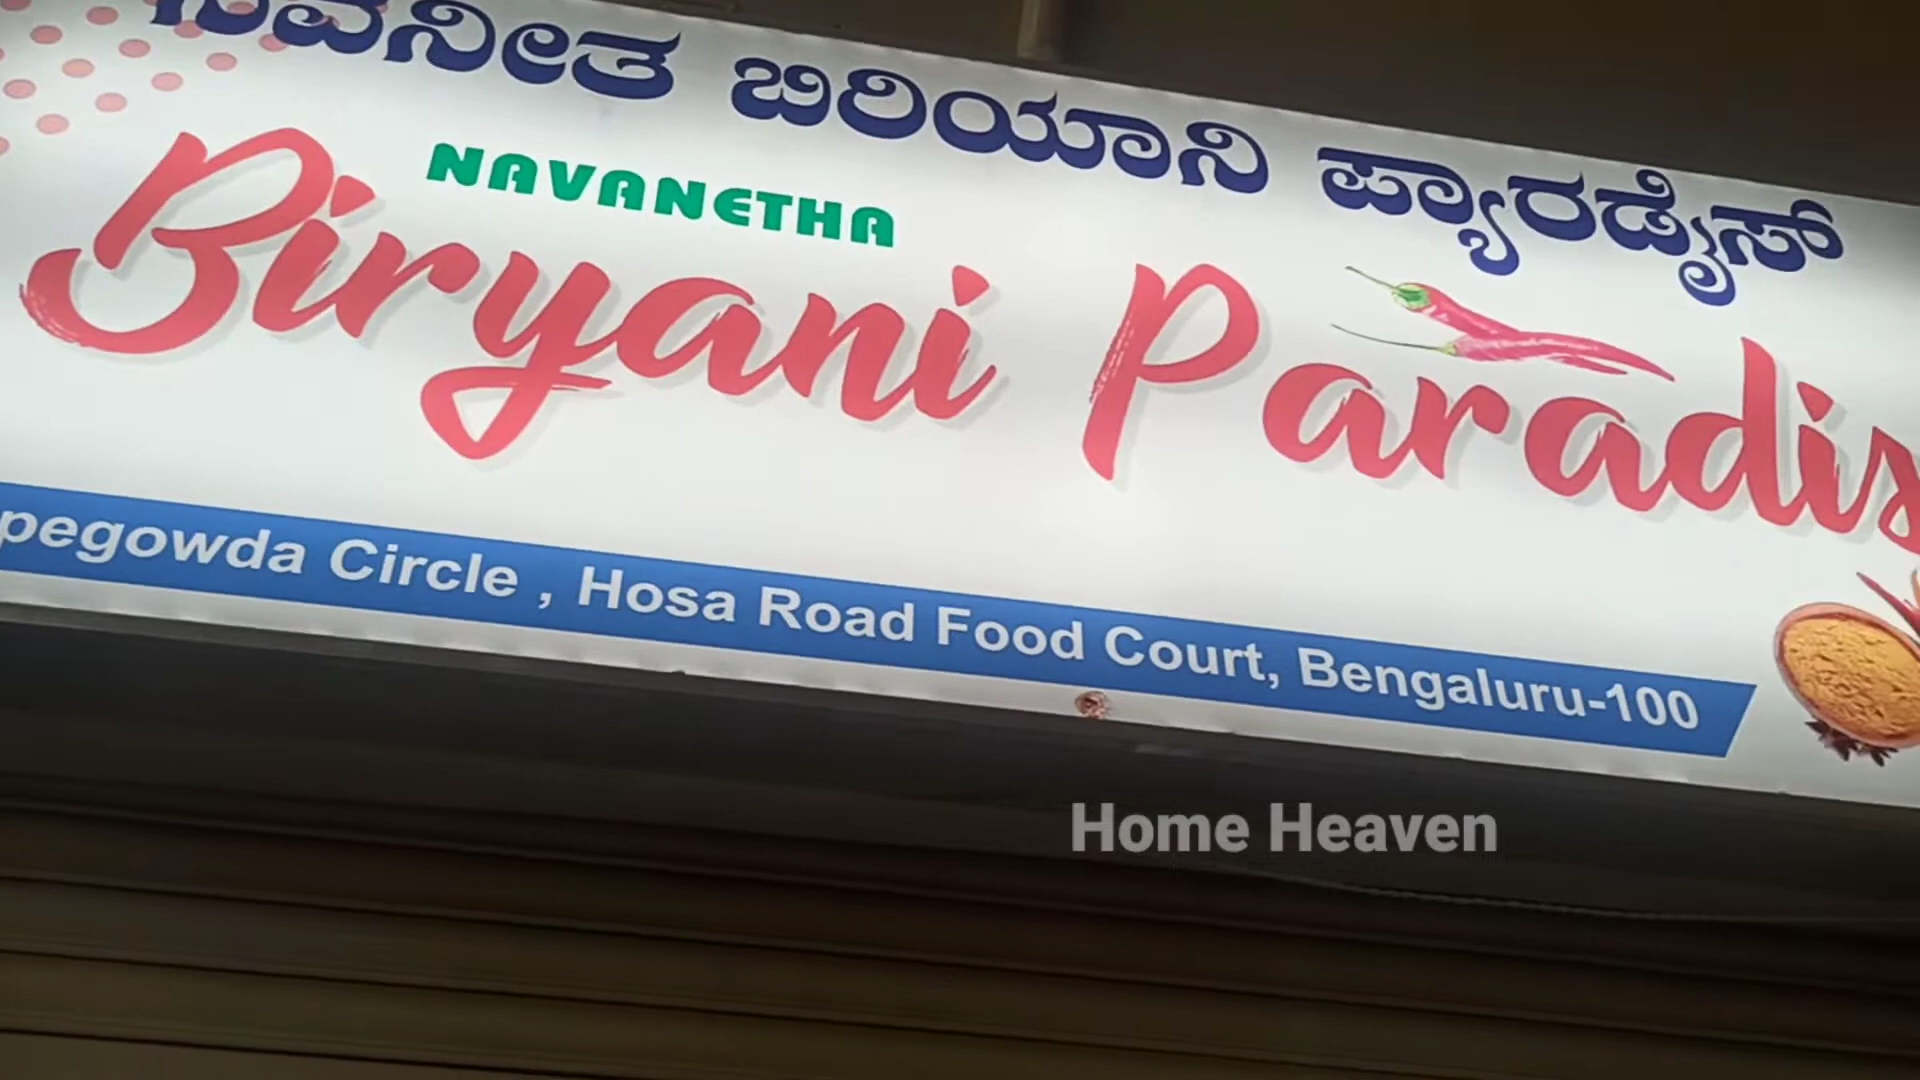 ನವನೀತ ಬಿರಿಯಾನಿ ಪ್ಯಾರಡೈಸ್
NAVANETHA
Biryani Paradis
pegowda Circle , Hosa Road Food Court, Bengaluru-100
Home Heaven